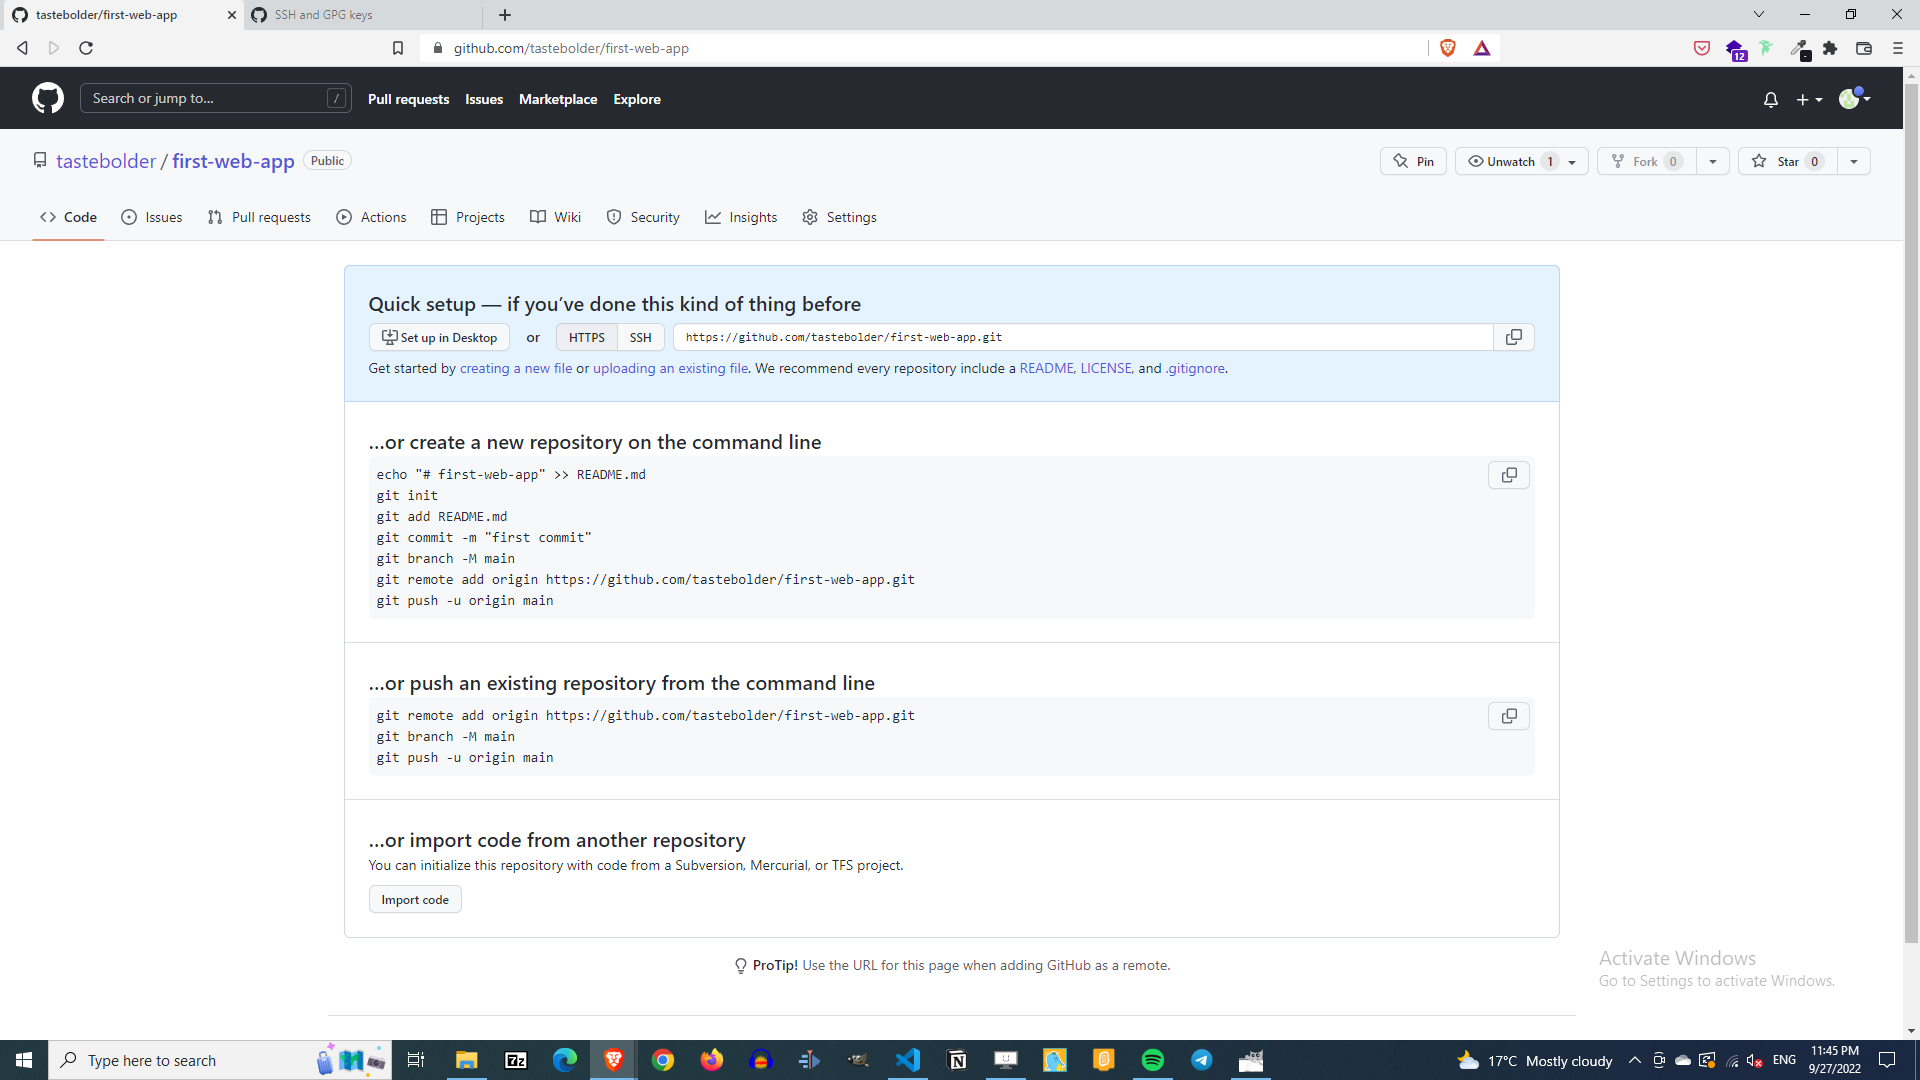 tastebolder/first-web-app
SSH and GPG keys
github.com/tastebolder/first-web-app
12
Search or jump to...
/
Pull requests
Issues
Marketplace
Explore
tastebolder / first-web-app
Public
Pin
Unwatch 1
Fork 0
Star 0
Code
Issues
Pull requests
Actions
Projects
Wiki
Security
Insights
Settings
Quick setup — if you’ve done this kind of thing before
Set up in Desktop
or
HTTPS
SSH
https://github.com/tastebolder/first-web-app.git
Get started by creating a new file or uploading an existing file. We recommend every repository include a README, LICENSE, and .gitignore.
…or create a new repository on the command line
echo "# first-web-app" >> README.md
git init
git add README.md
git commit -m "first commit"
git branch -M main
git remote add origin https://github.com/tastebolder/first-web-app.git
git push -u origin main
…or push an existing repository from the command line
git remote add origin https://github.com/tastebolder/first-web-app.git
git branch -M main
git push -u origin main
…or import code from another repository
You can initialize this repository with code from a Subversion, Mercurial, or TFS project.
Import code
ProTip! Use the URL for this page when adding GitHub as a remote.
Activate Windows
Go to Settings to activate Windows.
Type here to search
7z
17°C Mostly cloudy
ENG
11:45 PM
9/27/2022